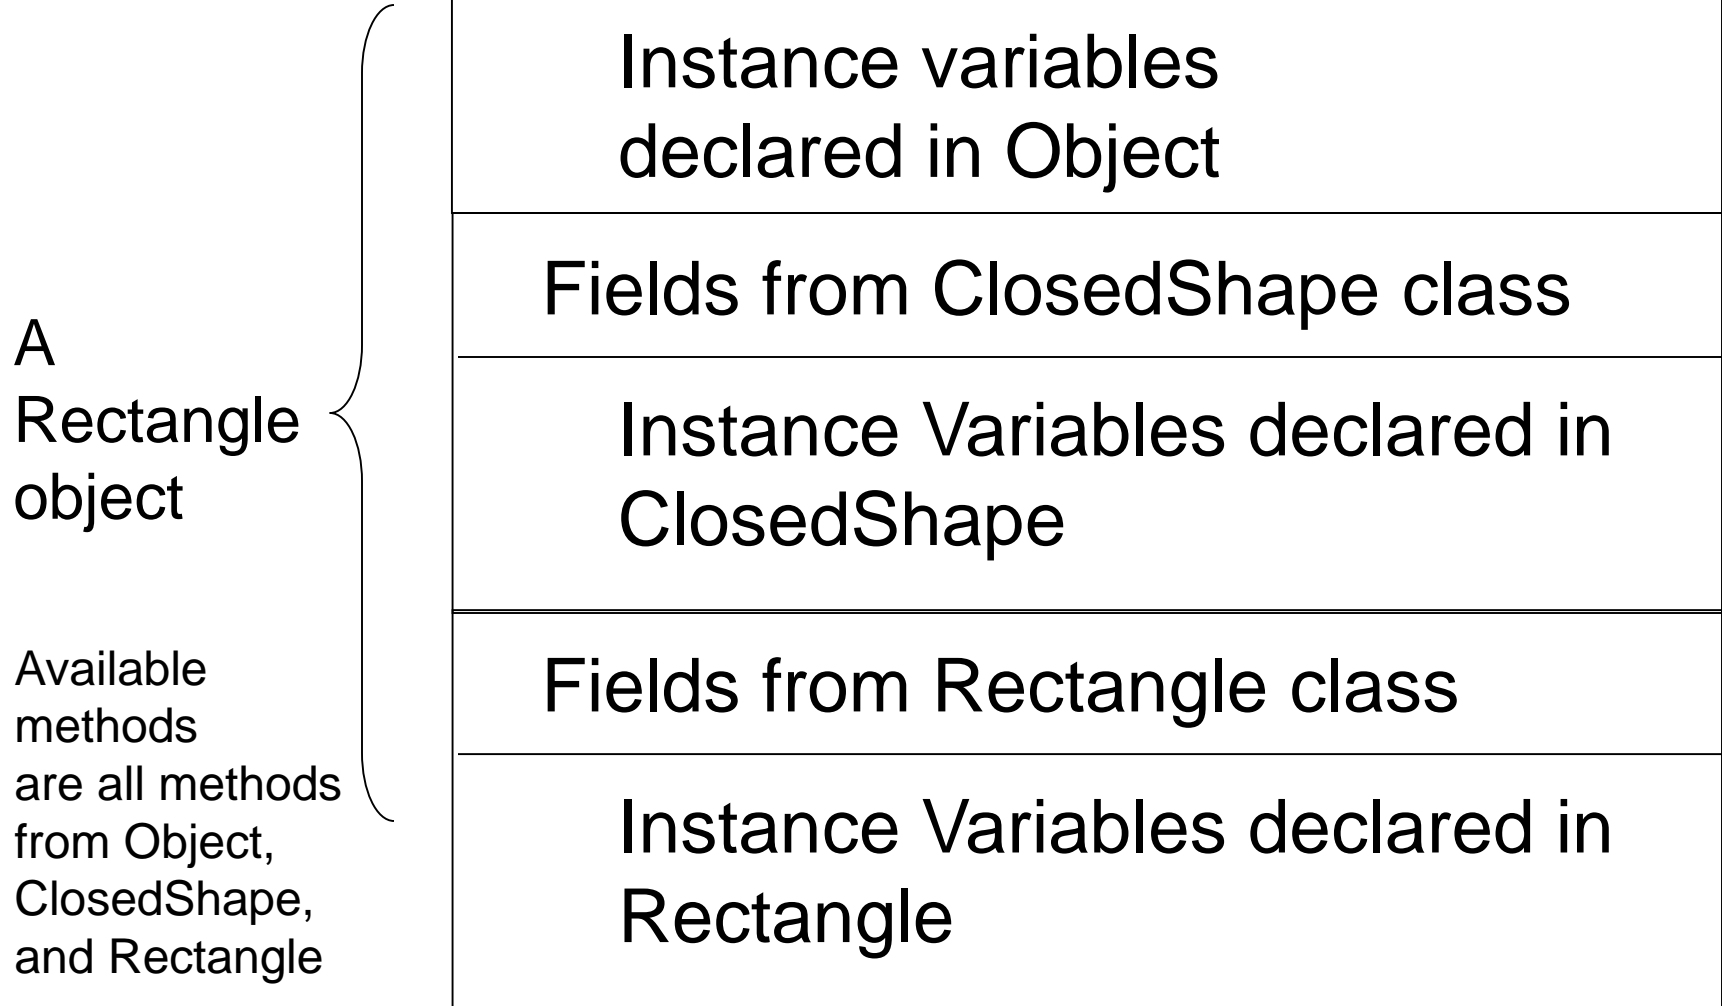 Instance variables
declared in Object
Fields from ClosedShape class
Instance Variables declared in
ClosedShape
Fields from Rectangle class
Instance Variables declared in
Rectangle
A
Rectangle
object
Available
methods
are all methods
from Object,
ClosedShape,
and Rectangle